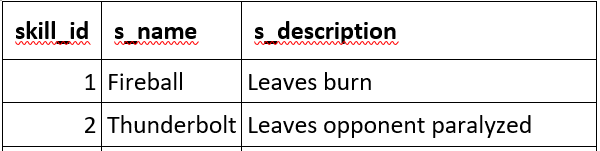 skill_id s_name s_description
1 Fireball Leaves burn
2 Thunderbolt Leaves opponent paralyzed